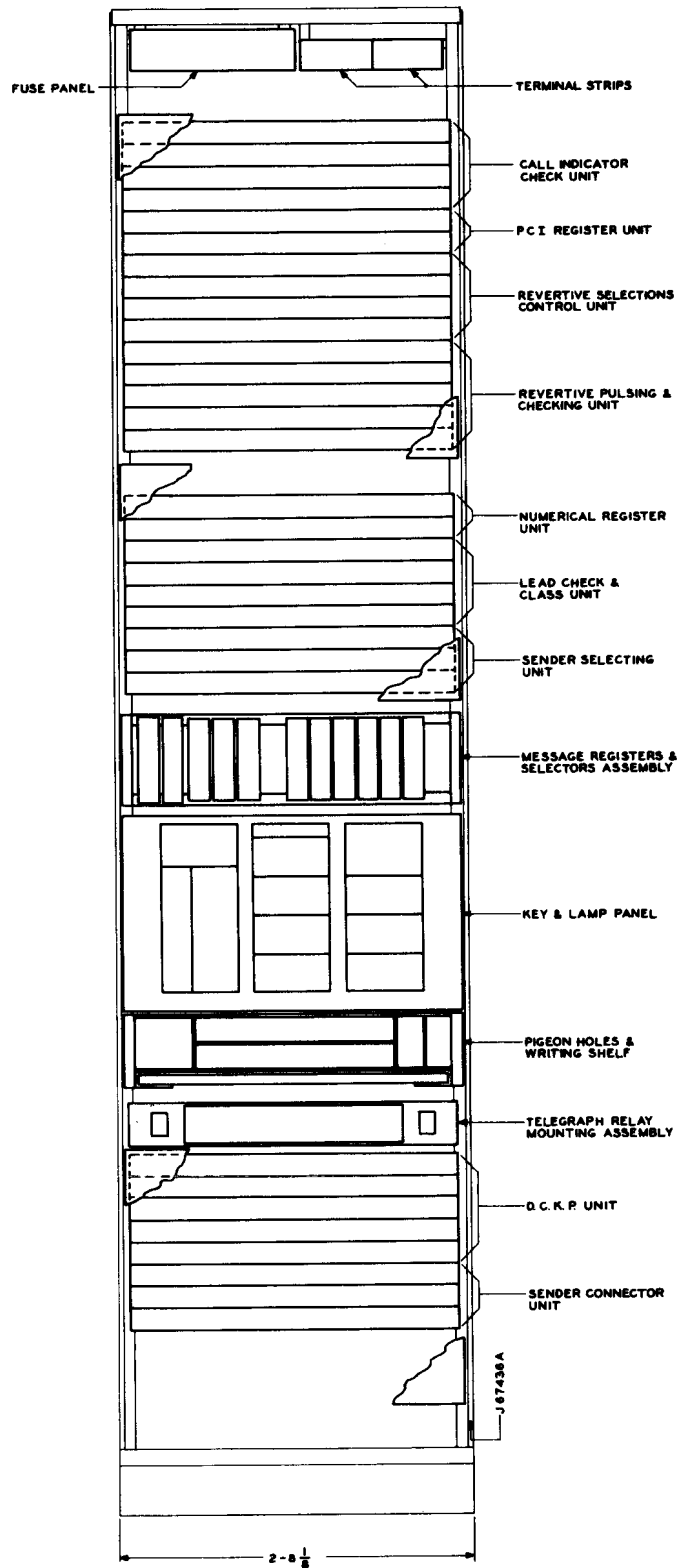 FUSE PANEL
TERMINAL STRIPS
CALL INDICATOR
CHECK UNIT
P C I REGISTER UNIT
REVERTIVE SELECTIONS
CONTROL UNIT
REVERTIVE PULSING &
CHECKING UNIT
NUMERICAL REGISTER
UNIT
LEAD CHECK &
CLASS UNIT
SENDER SELECTING
UNIT
MESSAGE REGISTERS &
SELECTORS ASSEMBLY
KEY & LAMP PANEL
PIGEON HOLES &
WRITING SHELF
TELEGRAPH RELAY
MOUNTING ASSEMBLY
D. C. K. P. UNIT
SENDER CONNECTOR
UNIT
J67436A
2-8 1/8